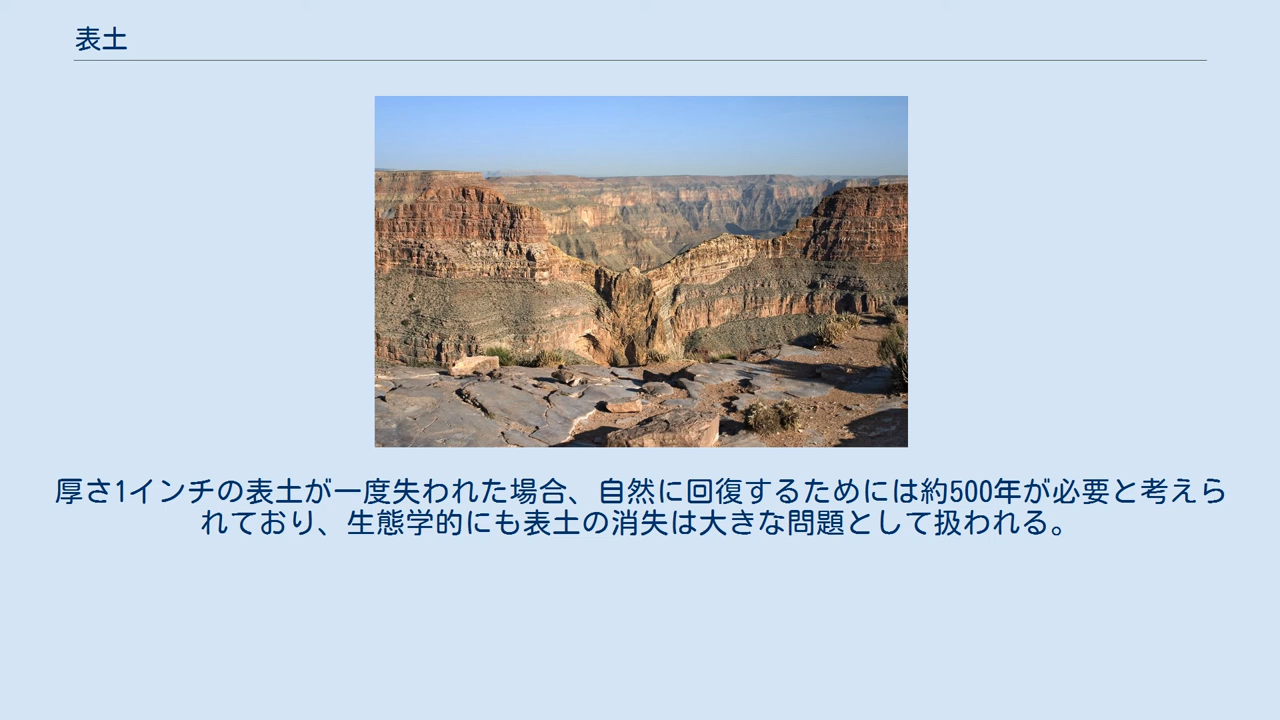 表土
厚さ1インチの表土が一度失われた場合、自然に回復するためには約500年が必要と考えら
れており、生態学的にも表土の消失は大きな問題として扱われる。